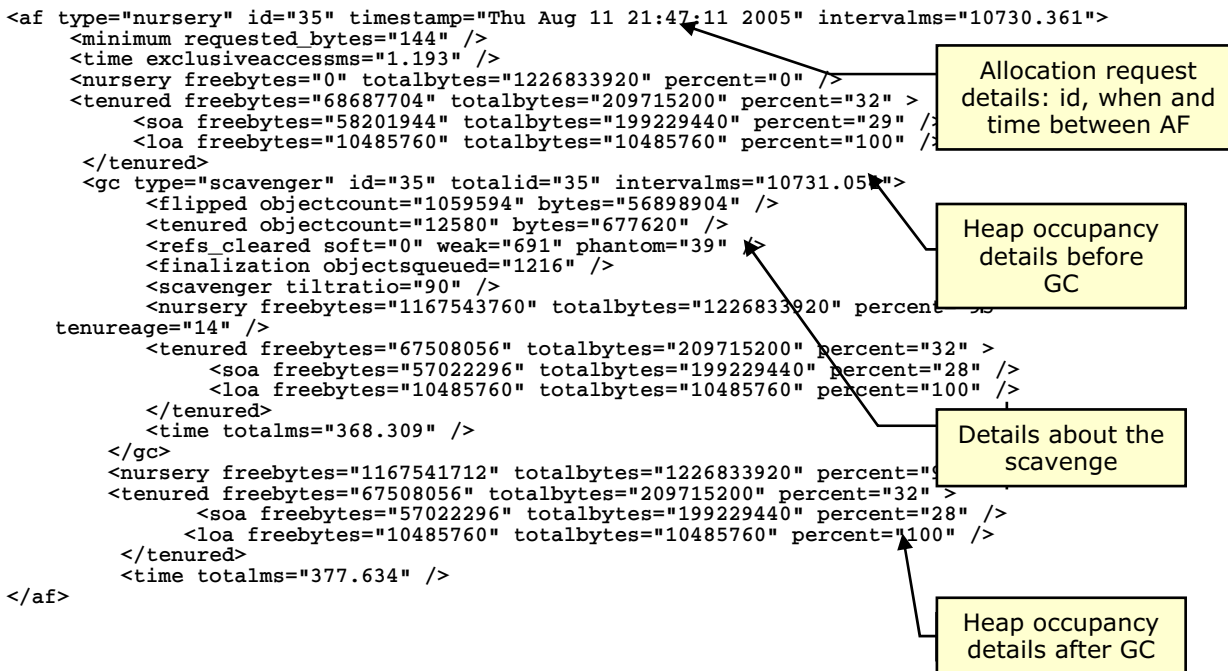 <af type="nursery" id="35" timestamp="Thu Aug 11 21:47:11 2005" intervalms="10730.361">
<minimum requested_bytes="144" />
<time exclusiveaccessms="1.193" />
<nursery freebytes="0" totalbytes="1226833920" percent="0" />
<tenured freebytes="68687704" totalbytes="209715200" percent="32" >
<soa freebytes="58201944" totalbytes="199229440" percent="29" />
<loa freebytes="10485760" totalbytes="10485760" percent="100" />
</tenured>
<gc type="scavenger" id="35" totalid="35" intervalms=
<flipped objectcount="1059594" bytes="56898904" />
<tenured objectcount="12580" bytes="677620" />
<refs_cleared soft="0" weak="691" phantom="39" />
<finalization objectsqueued="1216" />
<scavenger tiltratio="90" />
<nursery freebytes="1167543760" totalbytes="1226833920"
tenureage="14" />
<tenured freebytes="67508056" totalbytes="209715200" percent="32" >
<soa freebytes="57022296" totalbytes="199229440" percent="28" />
<loa freebytes="10485760" totalbytes="10485760" percent="100" />
</tenured>
<time totalms="368.309" />
</gc>
<nursery freebytes="1167541712" totalbytes="1226833920"
<tenured freebytes="67508056" totalbytes="209715200" percent="32" >
<soa freebytes="57022296" totalbytes="199229440" percent="28" />
<loa freebytes="10485760" totalbytes="10485760" percent="100" />
</tenured>
<time totalms="377.634" />
</af>
Allocation request
details: id, when and
time between AF
Heap occupancy
details before
GC
Details about the
scavenge
Heap occupancy
details after GC